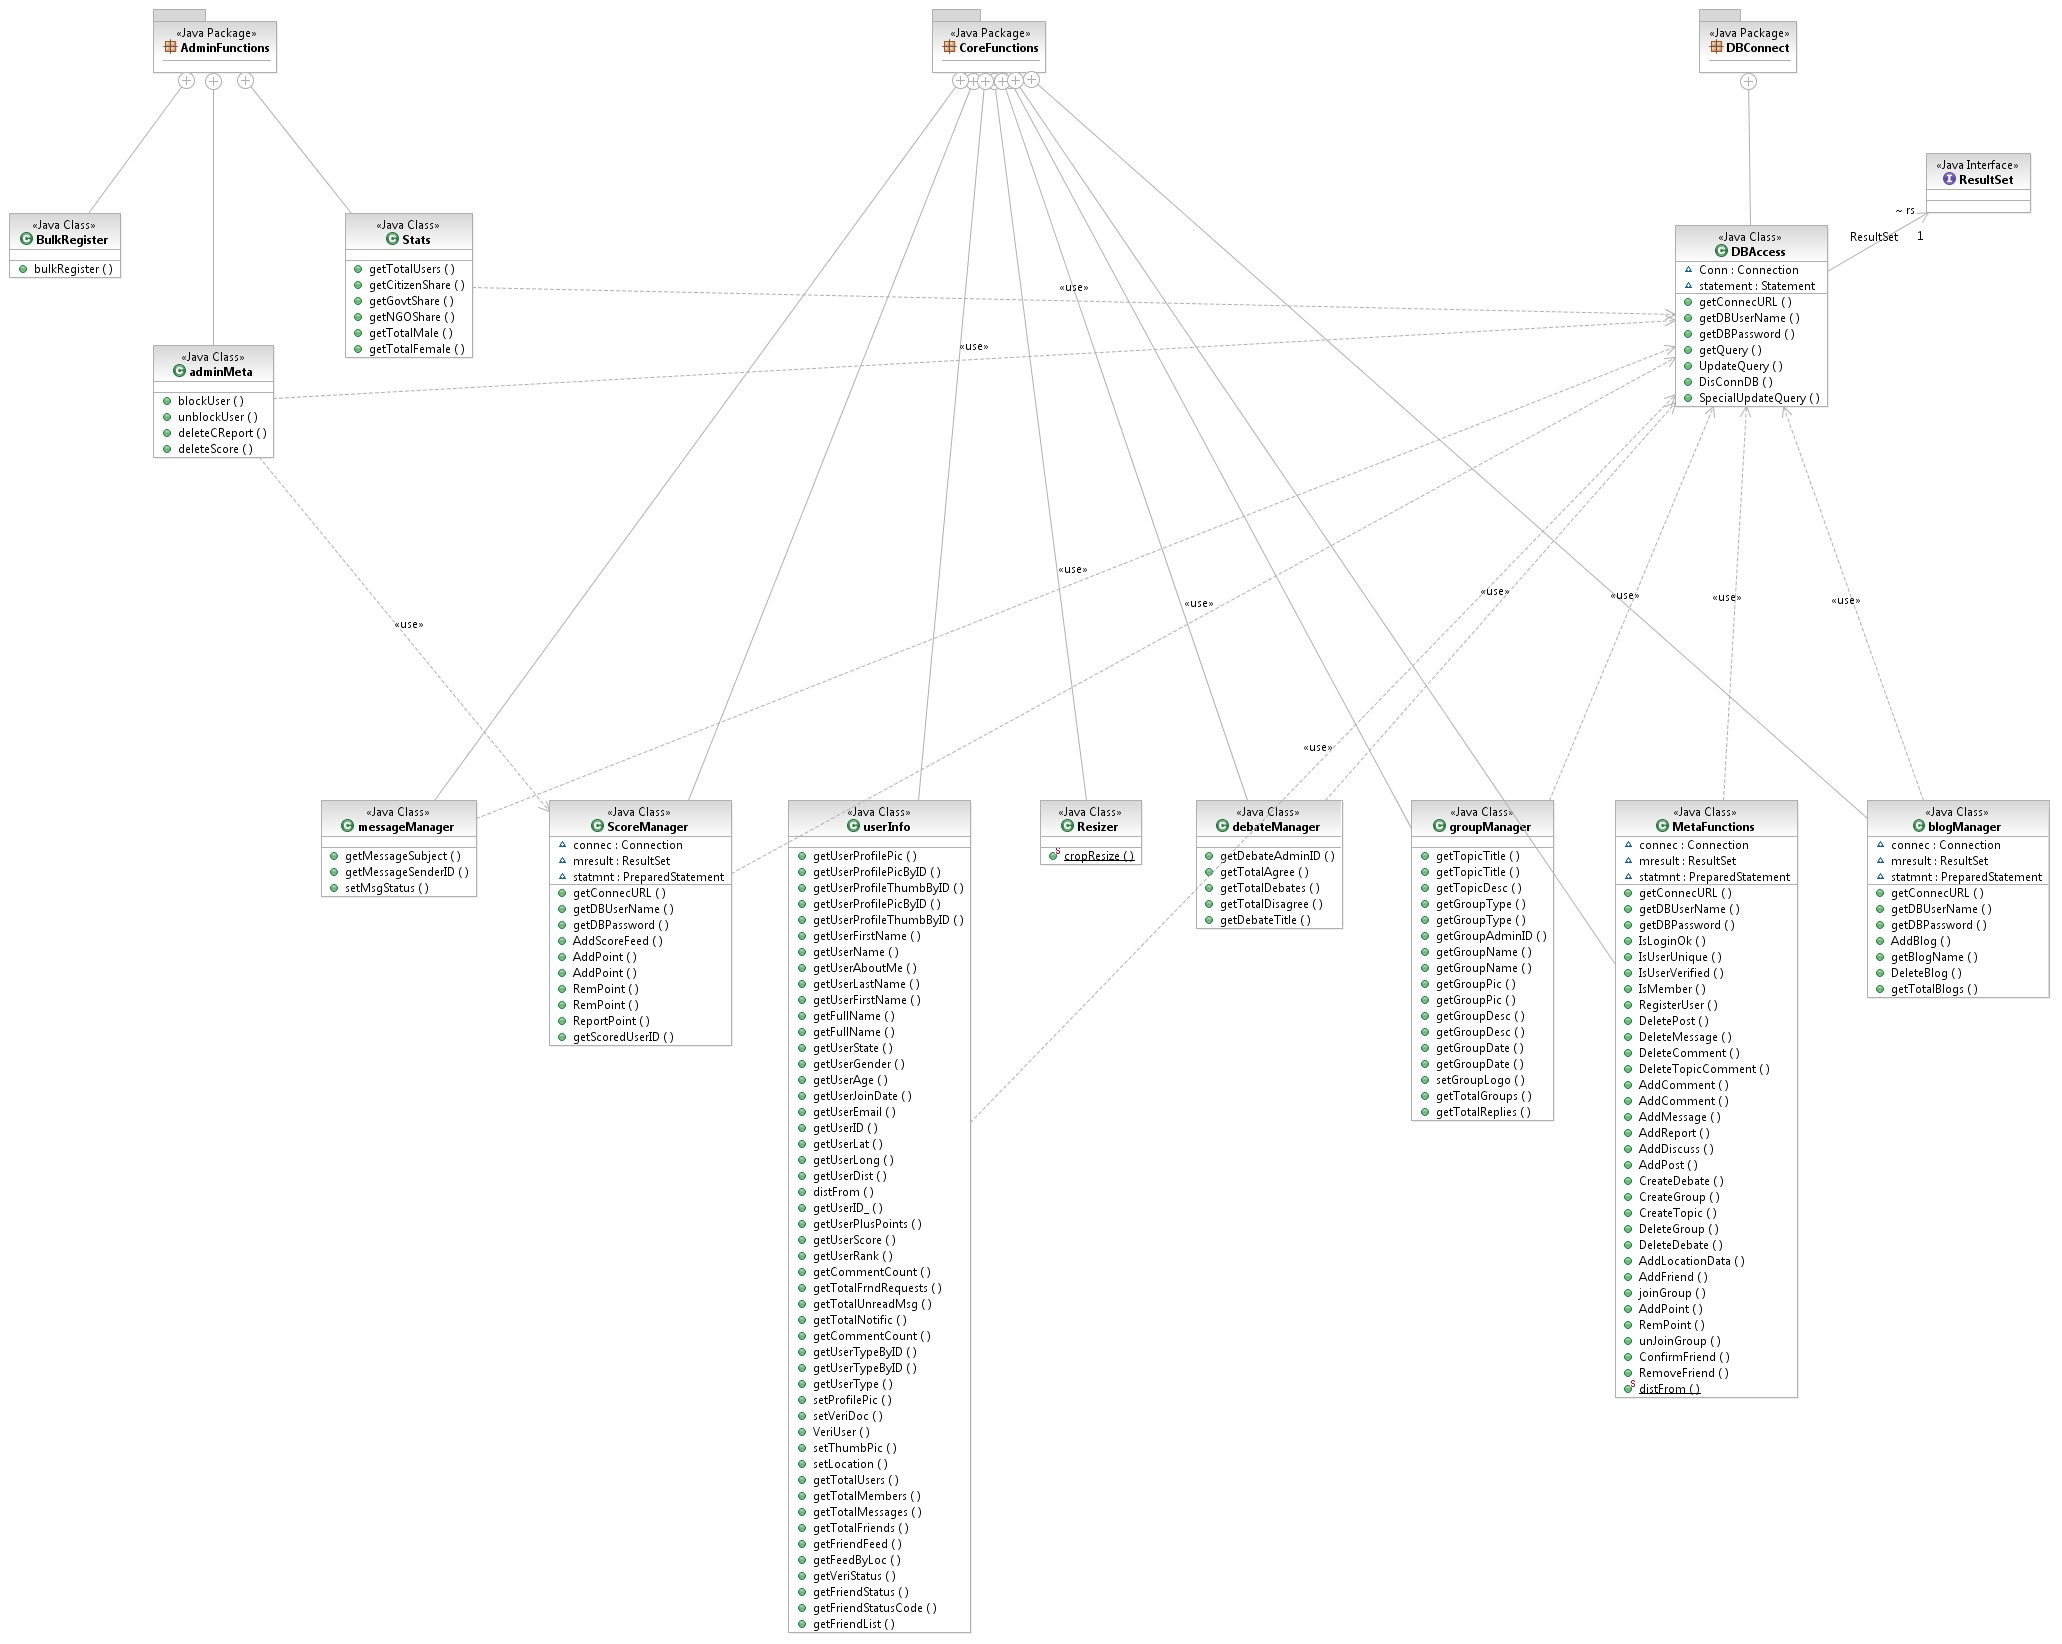 «Java Package»
AdminFunctions
«Java Package»
CoreFunctions
«Java Package»
DBConnect
«Java Interface»
ResultSet
~ rs
ResultSet
1
«Java Class»
BulkRegister
bulkRegister ( )
«Java Class»
Stats
getTotalUsers ( )
getCitizenShare ( )
getGovtShare ( )
getNGOShare ( )
getTotalMale ( )
getTotalFemale ( )
«Java Class»
DBAccess
Conn : Connection
statement : Statement
getConnecURL ( )
getDBUserName ( )
getDBPassword ( )
getQuery ( )
UpdateQuery ( )
DisConnDB ( )
SpecialUpdateQuery ( )
«use»
«use»
«Java Class»
adminMeta
blockUser ( )
unblockUser ( )
deleteCReport ( )
deleteScore ( )
«use»
«use»
«use»
«use»
«use»
«use»
«use»
«use»
«Java Class»
messageManager
getMessageSubject ( )
getMessageSenderID ( )
setMsgStatus ( )
«Java Class»
ScoreManager
connec : Connection
mresult : ResultSet
statmnt : PreparedStatement
getConnecURL ( )
getDBUserName ( )
getDBPassword ( )
AddScoreFeed ( )
AddPoint ( )
AddPoint ( )
RemPoint ( )
RemPoint ( )
ReportPoint ( )
getScoredUserID ( )
«Java Class»
userInfo
getUserProfilePic ( )
getUserProfilePicByID ( )
getUserProfileThumbByID ( )
getUserProfilePicByID ( )
getUserProfileThumbByID ( )
getUserFirstName ( )
getUserName ( )
getUserAboutMe ( )
getUserLastName ( )
getUserFirstName ( )
getFullName ( )
getFullName ( )
getUserState ( )
getUserGender ( )
getUserAge ( )
getUserJoinDate ( )
getUserEmail ( )
getUserID ( )
getUserLat ( )
getUserLong ( )
getUserDist ( )
distFrom ( )
getUserID_ ( )
getUserPlusPoints ( )
getUserScore ( )
getUserRank ( )
getCommentCount ( )
getTotalFrndRequests ( )
getTotalUnreadMsg ( )
getTotalNotific ( )
getCommentCount ( )
getUserTypeByID ( )
getUserTypeByID ( )
getUserType ( )
setProfilePic ( )
setVeriDoc ( )
VeriUser ( )
setThumbPic ( )
setLocation ( )
getTotalUsers ( )
getTotalMembers ( )
getTotalMessages ( )
getTotalFriends ( )
getFriendFeed ( )
getFeedByLoc ( )
getVeriStatus ( )
getFriendStatus ( )
getFriendStatusCode ( )
getFriendList ( )
«Java Class»
Resizer
S cropResize ( )
«Java Class»
debateManager
getDebateAdminID ( )
getTotalAgree ( )
getTotalDebates ( )
getTotalDisagree ( )
getDebateTitle ( )
«Java Class»
groupManager
getTopicTitle ( )
getTopicTitle ( )
getTopicDesc ( )
getGroupType ( )
getGroupType ( )
getGroupAdminID ( )
getGroupName ( )
getGroupName ( )
getGroupPic ( )
getGroupPic ( )
getGroupDesc ( )
getGroupDesc ( )
getGroupDate ( )
getGroupDate ( )
setGroupLogo ( )
getTotalGroups ( )
getTotalReplies ( )
«Java Class»
MetaFunctions
connec : Connection
mresult : ResultSet
statmnt : PreparedStatement
getConnecURL ( )
getDBUserName ( )
getDBPassword ( )
IsLoginOk ( )
IsUserUnique ( )
IsUserVerified ( )
IsMember ( )
RegisterUser ( )
DeletePost ( )
DeleteMessage ( )
DeleteComment ( )
DeleteTopicComment ( )
AddComment ( )
AddComment ( )
AddMessage ( )
AddReport ( )
AddDiscuss ( )
AddPost ( )
CreateDebate ( )
CreateGroup ( )
CreateTopic ( )
DeleteGroup ( )
DeleteDebate ( )
AddLocationData ( )
AddFriend ( )
joinGroup ( )
AddPoint ( )
RemPoint ( )
unJoinGroup ( )
ConfirmFriend ( )
RemoveFriend ( )
S distFrom ( )
«Java Class»
blogManager
connec : Connection
mresult : ResultSet
statmnt : PreparedStatement
getConnecURL ( )
getDBUserName ( )
getDBPassword ( )
AddBlog ( )
getBlogName ( )
DeleteBlog ( )
getTotalBlogs ( )